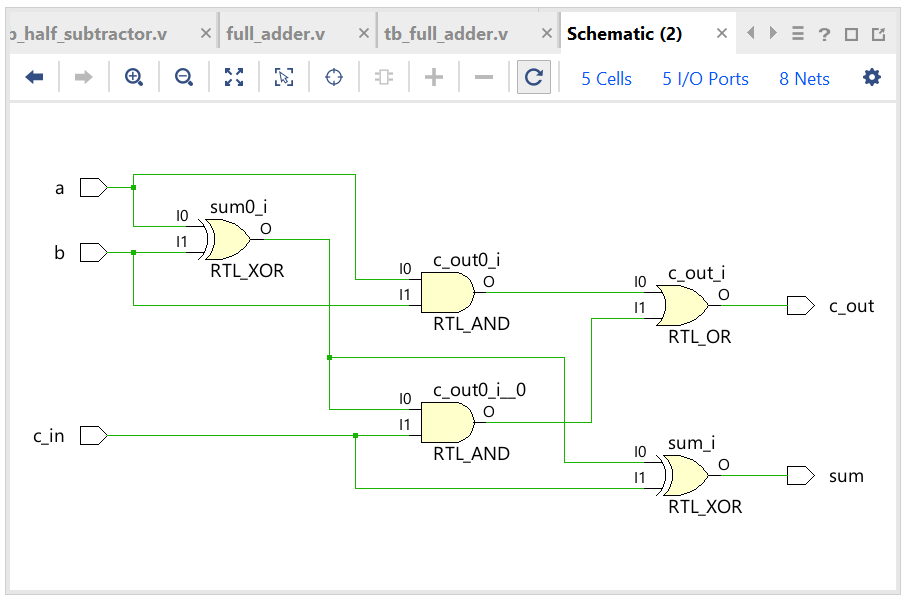 b_half_subtractor.v × full_adder.v × tb_full_adder.v × Schematic (2) × ?
5 Cells 5 I/O Ports 8 Nets
a
sum0_i
I0 O
I1
b
RTL_XOR
c_out0_i
I0 O
I1
RTL_AND
c_out_i
I0 O
I1
c_out
RTL_OR
c_out0_i__0
I0 O
I1
c_in
RTL_AND
sum_i
I0 O
I1
sum
RTL_XOR